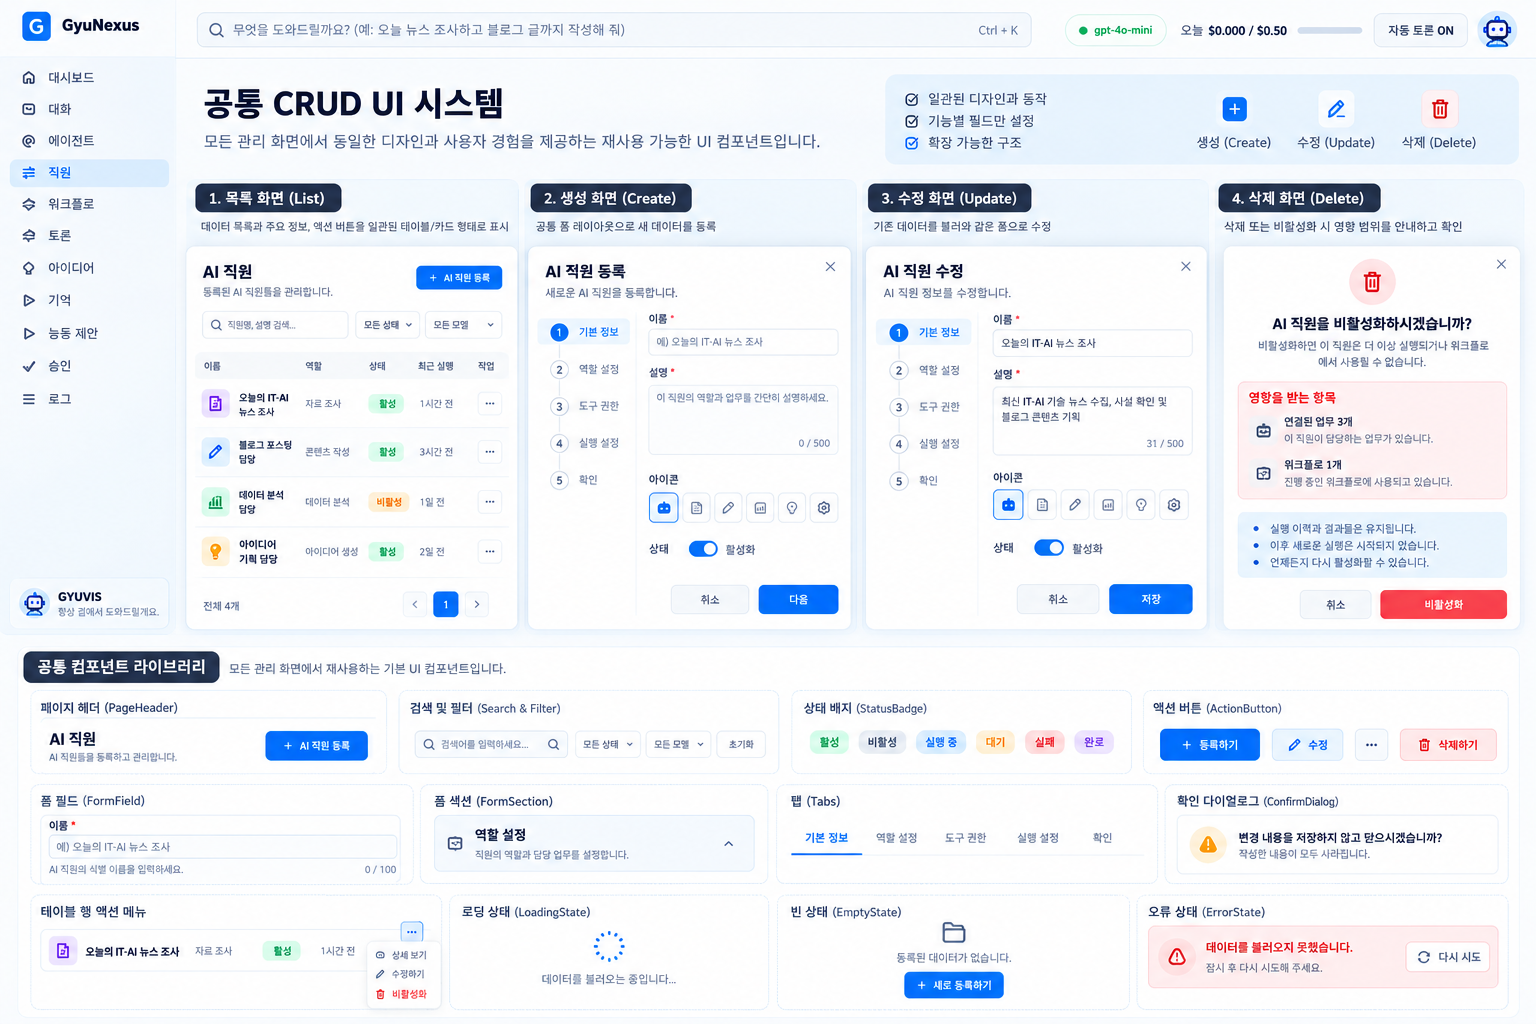 G GyuNexus
무엇을 도와드릴까요? (예: 오늘 뉴스 조사하고 블로그 글까지 작성해 줘)
Ctrl + K
gpt-4o-mini
오늘 $0.000 / $0.50
자동 토론 ON
대시보드
대화
에이전트
직원
워크플로
토론
아이디어
기억
능동 제안
승인
로그
GYUVIS
항상 곁에서 도와드릴게요.
공통 CRUD UI 시스템
모든 관리 화면에서 동일한 디자인과 사용자 경험을 제공하는 재사용 가능한 UI 컴포넌트입니다.
일관된 디자인과 동작
기능별 필드만 설정
확장 가능한 구조
생성 (Create)
수정 (Update)
삭제 (Delete)
1. 목록 화면 (List)
데이터 목록과 주요 정보, 액션 버튼을 일관된 테이블/카드 형태로 표시
AI 직원
등록된 AI 직원들을 관리합니다.
+ AI 직원 등록
직원명, 설명 검색...
모든 상태
모든 모델
이름 역할 상태 최근 실행 작업
오늘의 IT·AI
뉴스 조사
자료 조사 활성 1시간 전
블로그 포스팅
담당
콘텐츠 작성 활성 3시간 전
데이터 분석
담당
데이터 분석 비활성 1일 전
아이디어
기획 담당
아이디어 생성 활성 2일 전
전체 4개
1
2. 생성 화면 (Create)
공통 폼 레이아웃으로 새 데이터를 등록
AI 직원 등록
새로운 AI 직원을 등록합니다.
1 기본 정보
2 역할 설정
3 도구 권한
4 실행 설정
5 확인
이름 *
예) 오늘의 IT·AI 뉴스 조사
설명 *
이 직원의 역할과 업무를 간단히 설명하세요.
0 / 500
아이콘
상태 활성화
취소
다음
3. 수정 화면 (Update)
기존 데이터를 불러와 같은 폼으로 수정
AI 직원 수정
AI 직원 정보를 수정합니다.
1 기본 정보
2 역할 설정
3 도구 권한
4 실행 설정
5 확인
이름 *
오늘의 IT·AI 뉴스 조사
설명 *
최신 IT·AI 기술 뉴스 수집, 사실 확인 및
블로그 콘텐츠 기획
31 / 500
아이콘
상태 활성화
취소
저장
4. 삭제 화면 (Delete)
삭제 또는 비활성화 시 영향 범위를 안내하고 확인
AI 직원을 비활성화하시겠습니까?
비활성화하면 이 직원은 더 이상 실행되거나 워크플로
에서 사용될 수 없습니다.
영향을 받는 항목
연결된 업무 3개
이 직원이 담당하는 업무가 있습니다.
워크플로 1개
진행 중인 워크플로에 사용되고 있습니다.
• 실행 이력과 결과물은 유지됩니다.
• 이후 새로운 실행은 시작되지 않습니다.
• 언제든지 다시 활성화할 수 있습니다.
취소
비활성화
공통 컴포넌트 라이브러리
모든 관리 화면에서 재사용하는 기본 UI 컴포넌트입니다.
페이지 헤더 (PageHeader)
AI 직원
AI 직원들을 등록하고 관리합니다.
+ AI 직원 등록
검색 및 필터 (Search & Filter)
검색어를 입력하세요...
모든 상태
모든 모델
초기화
상태 배지 (StatusBadge)
활성 비활성 실행 중 대기 실패 완료
액션 버튼 (ActionButton)
+ 등록하기
수정
삭제하기
폼 필드 (FormField)
이름 *
예) 오늘의 IT·AI 뉴스 조사
AI 직원의 식별 이름을 입력하세요.
0 / 100
폼 섹션 (FormSection)
역할 설정
직원의 역할과 담당 업무를 설정합니다.
탭 (Tabs)
기본 정보 역할 설정 도구 권한 실행 설정 확인
확인 다이얼로그 (ConfirmDialog)
변경 내용을 저장하지 않고 닫으시겠습니까?
작성한 내용이 모두 사라집니다.
테이블 행 액션 메뉴
오늘의 IT·AI 뉴스 조사 자료 조사 활성 1시간 전
상세 보기
수정하기
비활성화
로딩 상태 (LoadingState)
데이터를 불러오는 중입니다...
빈 상태 (EmptyState)
등록된 데이터가 없습니다.
+ 새로 등록하기
오류 상태 (ErrorState)
데이터를 불러오지 못했습니다.
잠시 후 다시 시도해 주세요.
다시 시도